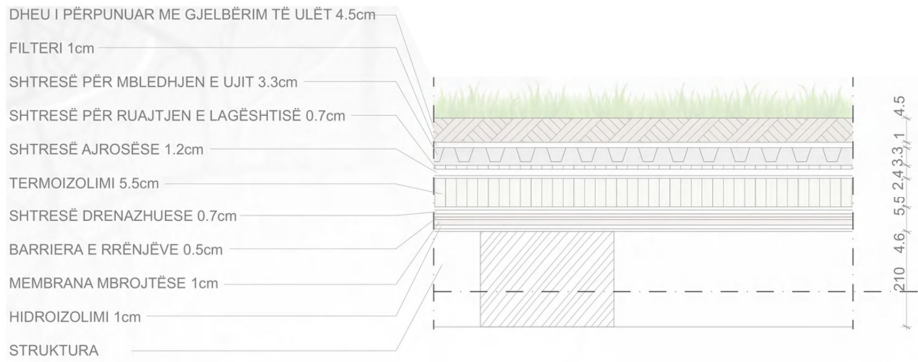 DHEU I PËRPUNUAR ME GJELBËRIM TË ULËT 4.5cm
FILTERI 1cm
SHTRESË PËR MBLEDHJEN E UJIT 3.3cm
SHTRESË PËR RUAJTJEN E LAGËSHTISË 0.7cm
SHTRESË AJROSËSE 1.2cm
TERMOIZOLIMI 5.5cm
SHTRESË DRENAZHUESE 0.7cm
BARRIERA E RRËNJËVE 0.5cm
MEMBRANA MBROJTËSE 1cm
HIDROIZOLIMI 1cm
STRUKTURA
4.5
1
3.3
2.4
5.5
4.6
210